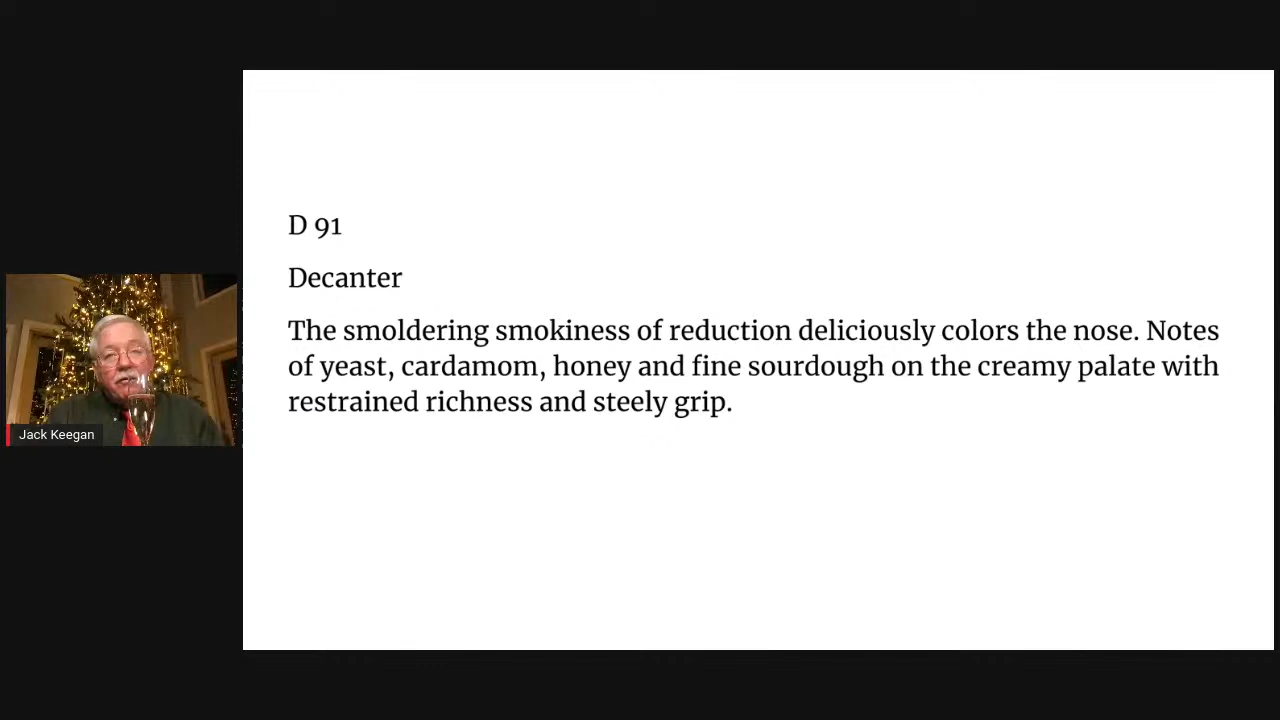 D 91
Decanter
The smoldering smokiness of reduction deliciously colors the nose. Notes
of yeast, cardamom, honey and fine sourdough on the creamy palate with
restrained richness and steely grip.
Jack Keegan